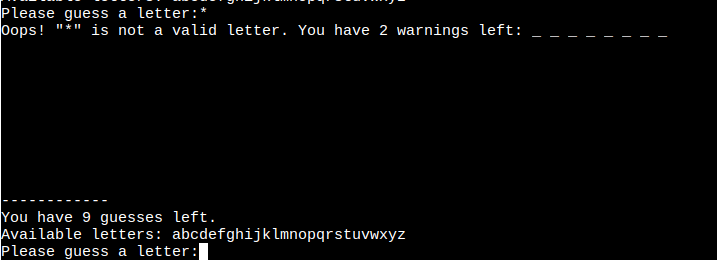 Please guess a letter:*
Oops! "*" is not a valid letter. You have 2 warnings left: _ _ _ _ _ _ _ _
------------
You have 9 guesses left.
Available letters: abcdefghijklmnopqrstuvwxyz
Please guess a letter: